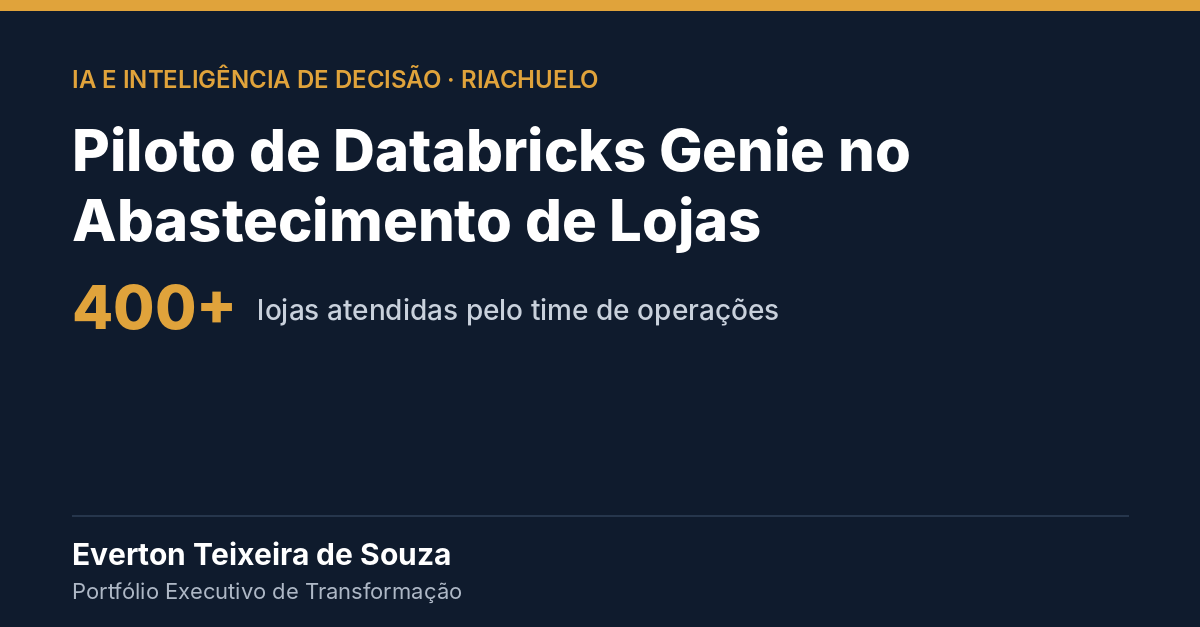 IA E INTELIGÊNCIA DE DECISÃO · RIACHUELO
Piloto de Databricks Genie no
Abastecimento de Lojas
400+ lojas atendidas pelo time de operações
Everton Teixeira de Souza
Portfólio Executivo de Transformação